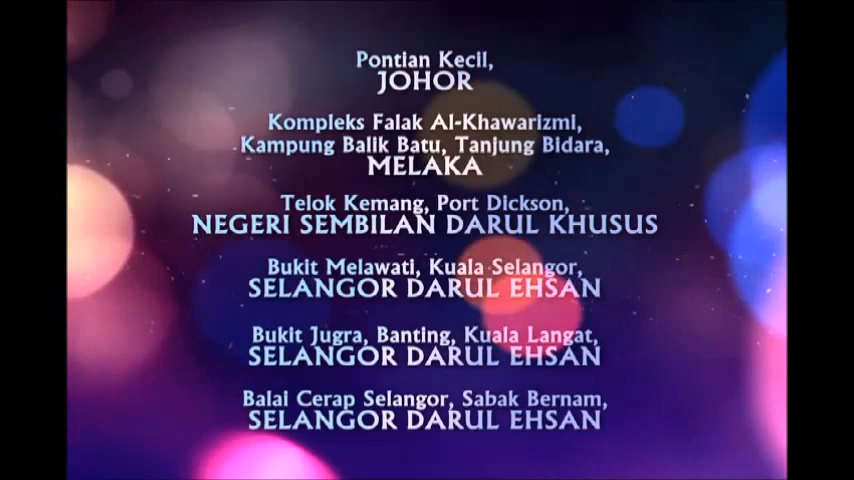 Pontian Kecil,
JOHOR
Kompleks Falak Al-Khawarizmi,
Kampung Balik Batu, Tanjung Bidara,
MELAKA
Telok Kemang, Port Dickson,
NEGERI SEMBILAN DARUL KHUSUS
Bukit Melawati, Kuala Selangor,
SELANGOR DARUL EHSAN
Bukit Jugra, Banting, Kuala Langat,
SELANGOR DARUL EHSAN
Balai Cerap Selangor, Sabak Bernam,
SELANGOR DARUL EHSAN